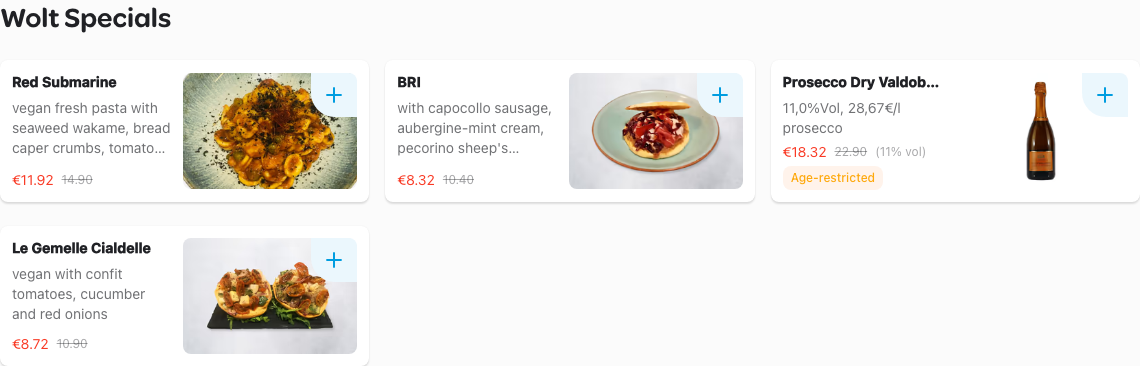 Wolt Specials
Red Submarine
vegan fresh pasta with
seaweed wakame, bread
caper crumbs, tomato...
€11.92 14.90
BRI
with capocollo sausage,
aubergine-mint cream,
pecorino sheep's...
€8.32 10.40
Prosecco Dry Valdob...
11,0%Vol, 28,67€/l
prosecco
€18.32 22.90 (11% vol)
Age-restricted
Le Gemelle Cialdelle
vegan with confit
tomatoes, cucumber
and red onions
€8.72 10.90